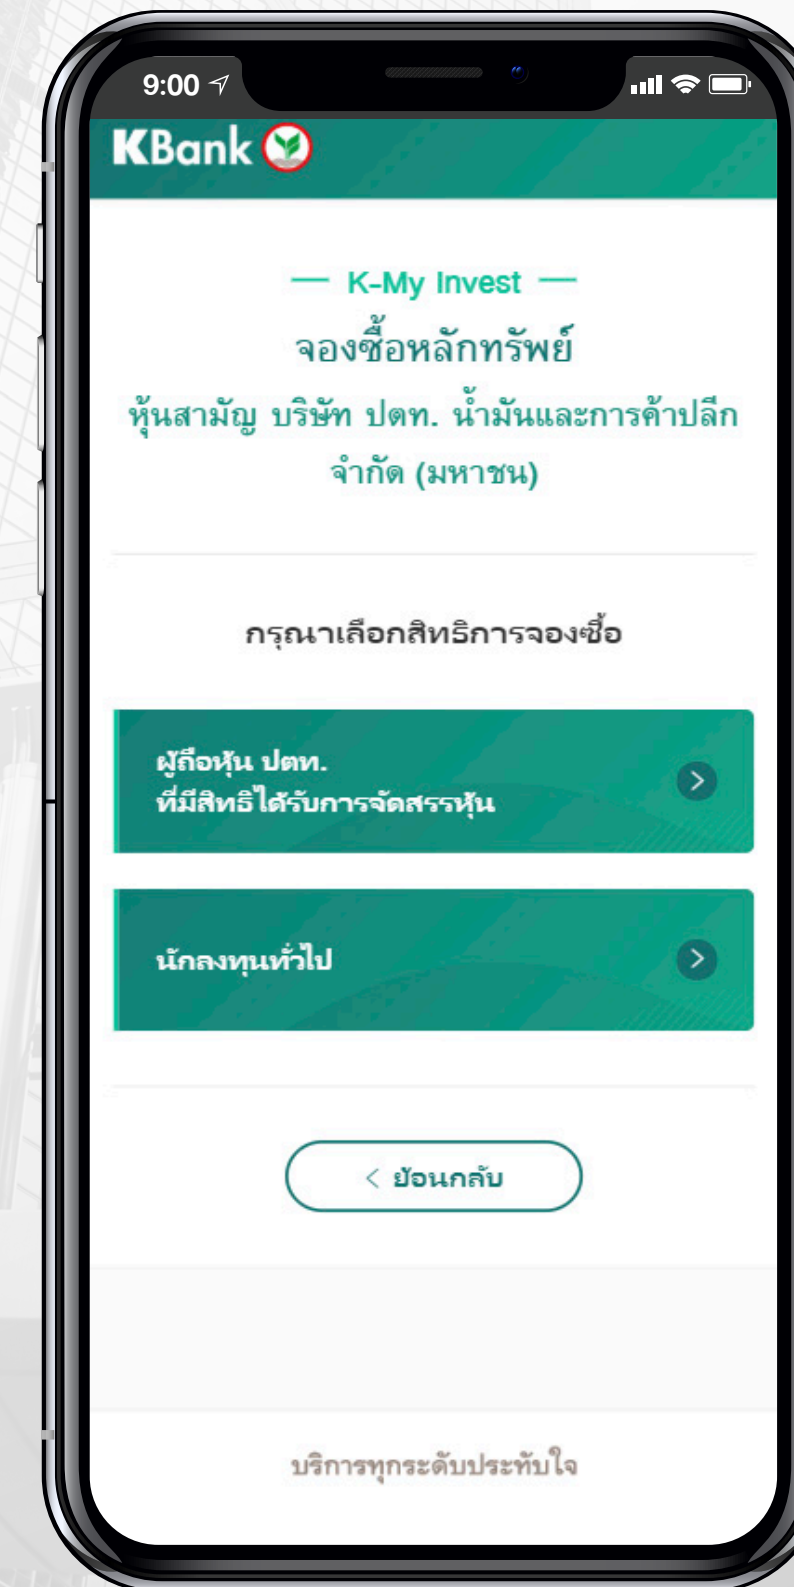 9:00
KBank
K-My Invest
จองซื้อหลักทรัพย์
หุ้นสามัญ บริษัท ปตท. น้ำมันและการค้าปลีก
จำกัด (มหาชน)
กรุณาเลือกสิทธิการจองซื้อ
ผู้ถือหุ้น ปตท.
ที่มีสิทธิได้รับการจัดสรรหุ้น
นักลงทุนทั่วไป
< ย้อนกลับ
บริการทุกระดับประทับใจ